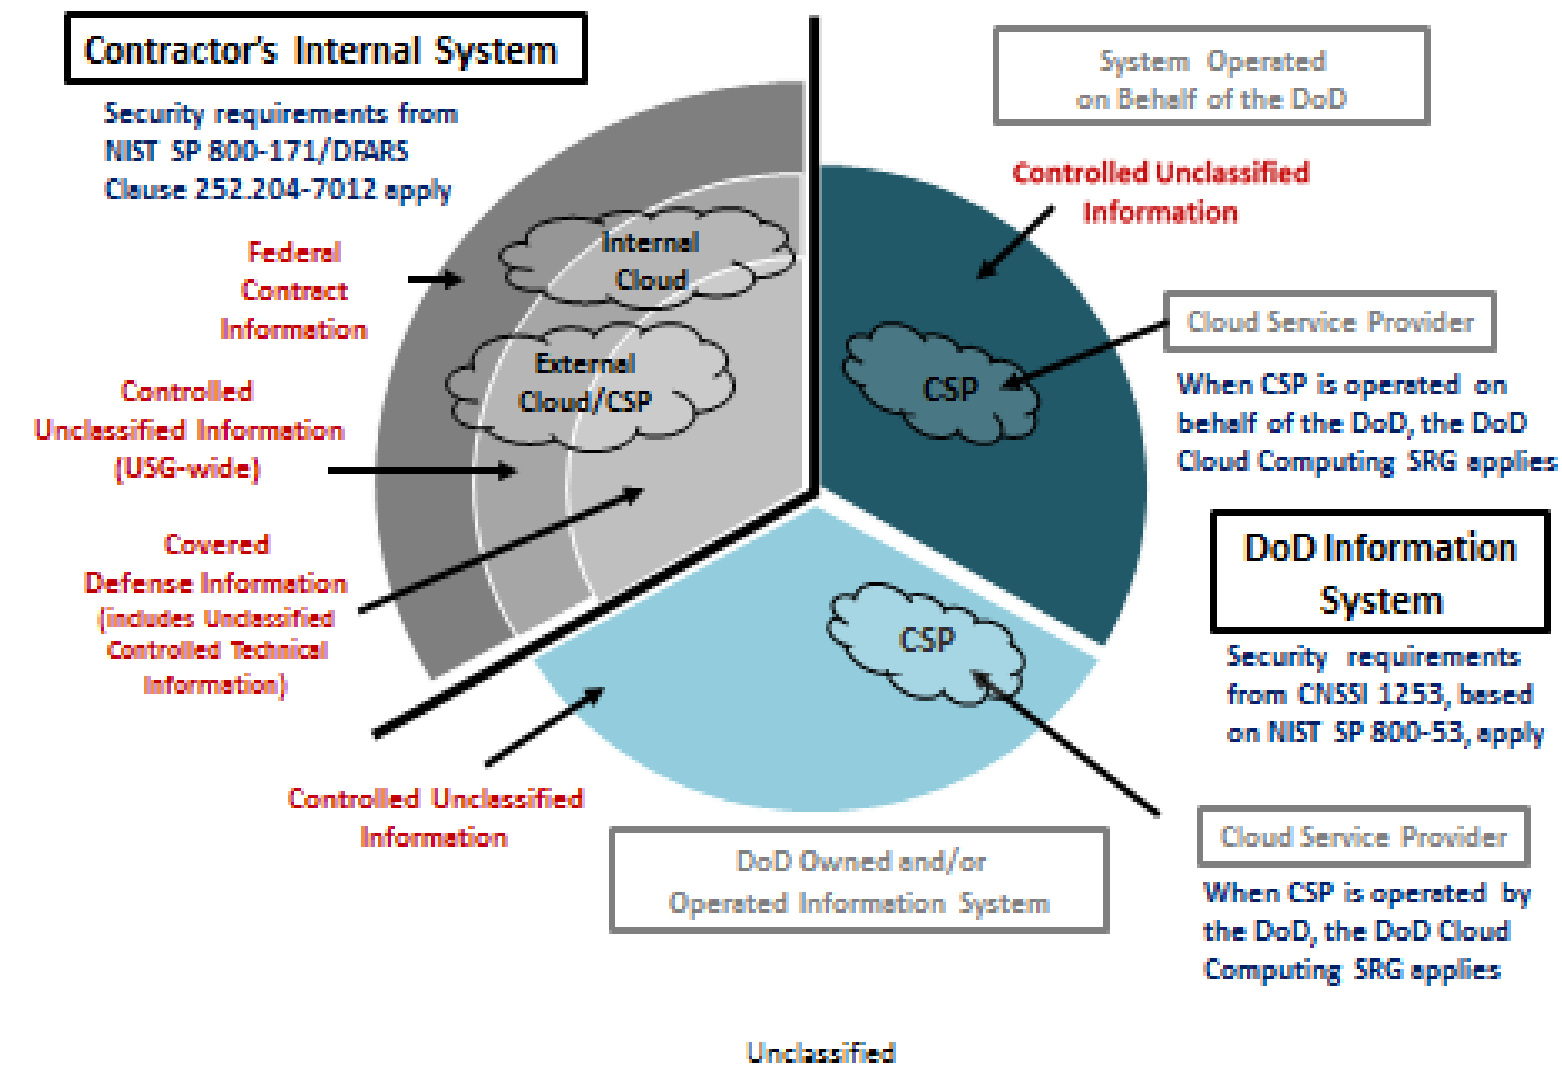 Contractor's Internal System
Security requirements from
NIST SP 800-171/DFARS
Clause 252.204-7012 apply
Federal
Contract
Information
Controlled
Unclassified Information
(USG-wide)
Covered
Defense Information
(includes Unclassified
Controlled Technical
Information)
Internal
Cloud
External
Cloud/CSP
System Operated
on Behalf of the DoD
Controlled Unclassified
Information
Cloud Service Provider
CSP
When CSP is operated on
behalf of the DoD, the DoD
Cloud Computing SRG applies
DoD Information
System
Security requirements
from CNSSI 1253, based
on NIST SP 800-53, apply
CSP
Controlled Unclassified
Information
DoD Owned and/or
Operated Information System
Cloud Service Provider
When CSP is operated by
the DoD, the DoD Cloud
Computing SRG applies
Unclassified